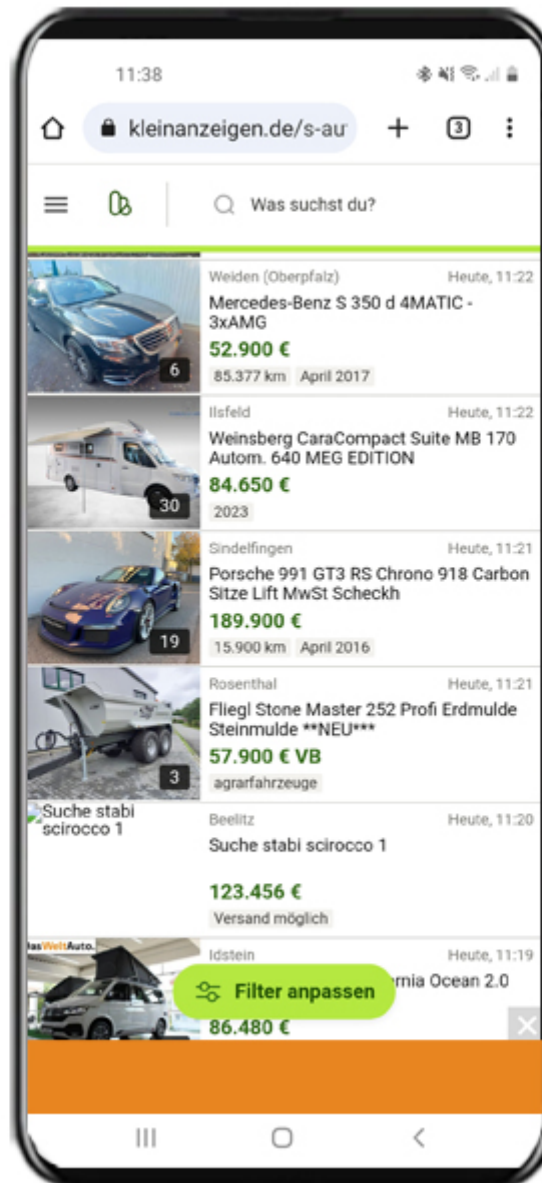 11:38
kleinanzeigen.de/s-au
3
Was suchst du?
Weiden (Oberpfalz) Heute, 11:22
Mercedes-Benz S 350 d 4MATIC -
3xAMG
52.900 €
6
85.377 km April 2017
Ilsfeld Heute, 11:22
Weinsberg CaraCompact Suite MB 170
Autom. 640 MEG EDITION
84.650 €
30
2023
Sindelfingen Heute, 11:21
Porsche 991 GT3 RS Chrono 918 Carbon
Sitze Lift MwSt Scheckh
189.900 €
19
15.900 km April 2016
Rosenthal Heute, 11:21
Fliegl Stone Master 252 Profi Erdmulde
Steinmulde **NEU***
57.900 € VB
3
agrarfahrzeuge
Suche stabi
scirocco 1
Beelitz Heute, 11:20
Suche stabi scirocco 1
123.456 €
Versand möglich
DasWeltAuto.
Idstein Heute, 11:19
rnia Ocean 2.0
Filter anpassen
86.480 €